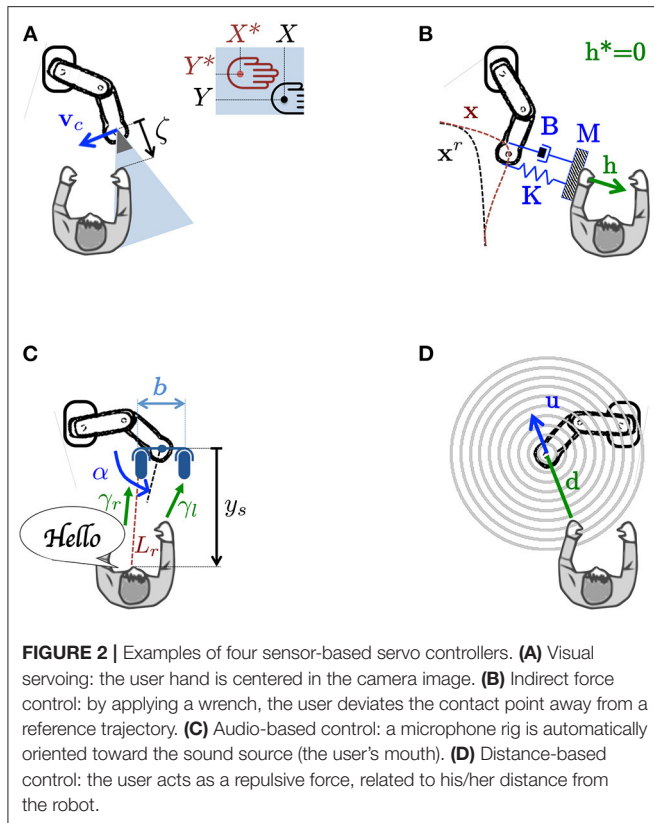 A
X* X
Y*
Y
v_c
ζ
B
h*=0
x
B
M
x^r
h
K
C
b
α
γ_r
γ_l
y_s
Hello
L_r
D
u
d
FIGURE 2 | Examples of four sensor-based servo controllers. (A) Visual
servoing: the user hand is centered in the camera image. (B) Indirect force
control: by applying a wrench, the user deviates the contact point away from a
reference trajectory. (C) Audio-based control: a microphone rig is automatically
oriented toward the sound source (the user's mouth). (D) Distance-based
control: the user acts as a repulsive force, related to his/her distance from
the robot.